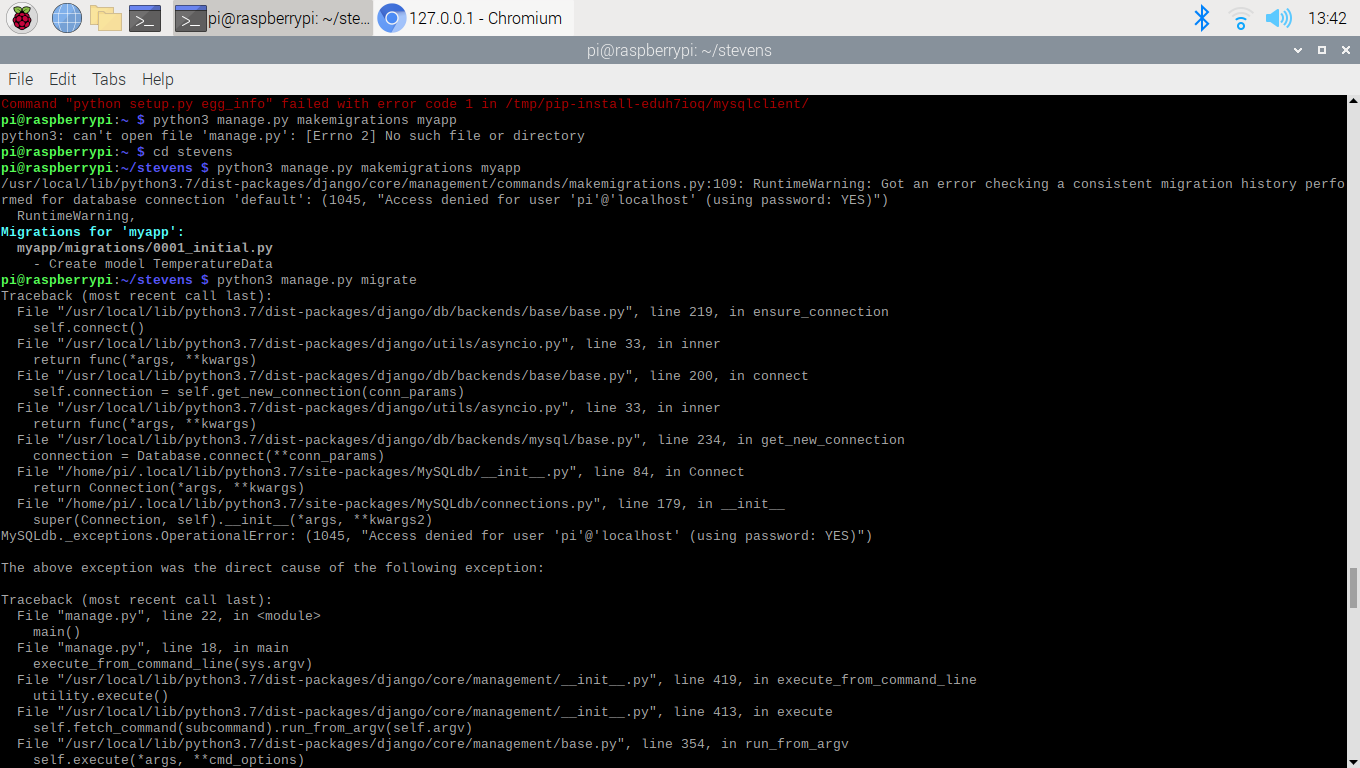 pi@raspberrypi: ~/ste...
127.0.0.1 - Chromium
13:42
pi@raspberrypi: ~/stevens
File Edit Tabs Help
Command "python setup.py egg_info" failed with error code 1 in /tmp/pip-install-eduh7ioq/mysqlclient/
pi@raspberrypi:~ $ python3 manage.py makemigrations myapp
python3: can't open file 'manage.py': [Errno 2] No such file or directory
pi@raspberrypi:~ $ cd stevens
pi@raspberrypi:~/stevens $ python3 manage.py makemigrations myapp
/usr/local/lib/python3.7/dist-packages/django/core/management/commands/makemigrations.py:109: RuntimeWarning: Got an error checking a consistent migration history perfo
rmed for database connection 'default': (1045, "Access denied for user 'pi'@'localhost' (using password: YES)")
  RuntimeWarning,
Migrations for 'myapp':
  myapp/migrations/0001_initial.py
    - Create model TemperatureData
pi@raspberrypi:~/stevens $ python3 manage.py migrate
Traceback (most recent call last):
  File "/usr/local/lib/python3.7/dist-packages/django/db/backends/base/base.py", line 219, in ensure_connection
    self.connect()
  File "/usr/local/lib/python3.7/dist-packages/django/utils/asyncio.py", line 33, in inner
    return func(*args, **kwargs)
  File "/usr/local/lib/python3.7/dist-packages/django/db/backends/base/base.py", line 200, in connect
    self.connection = self.get_new_connection(conn_params)
  File "/usr/local/lib/python3.7/dist-packages/django/utils/asyncio.py", line 33, in inner
    return func(*args, **kwargs)
  File "/usr/local/lib/python3.7/dist-packages/django/db/backends/mysql/base.py", line 234, in get_new_connection
    connection = Database.connect(**conn_params)
  File "/home/pi/.local/lib/python3.7/site-packages/MySQLdb/__init__.py", line 84, in Connect
    return Connection(*args, **kwargs)
  File "/home/pi/.local/lib/python3.7/site-packages/MySQLdb/connections.py", line 179, in __init__
    super(Connection, self).__init__(*args, **kwargs2)
MySQLdb._exceptions.OperationalError: (1045, "Access denied for user 'pi'@'localhost' (using password: YES)")
The above exception was the direct cause of the following exception:
Traceback (most recent call last):
  File "manage.py", line 22, in <module>
    main()
  File "manage.py", line 18, in main
    execute_from_command_line(sys.argv)
  File "/usr/local/lib/python3.7/dist-packages/django/core/management/__init__.py", line 419, in execute_from_command_line
    utility.execute()
  File "/usr/local/lib/python3.7/dist-packages/django/core/management/__init__.py", line 413, in execute
    self.fetch_command(subcommand).run_from_argv(self.argv)
  File "/usr/local/lib/python3.7/dist-packages/django/core/management/base.py", line 354, in run_from_argv
    self.execute(*args, **cmd_options)